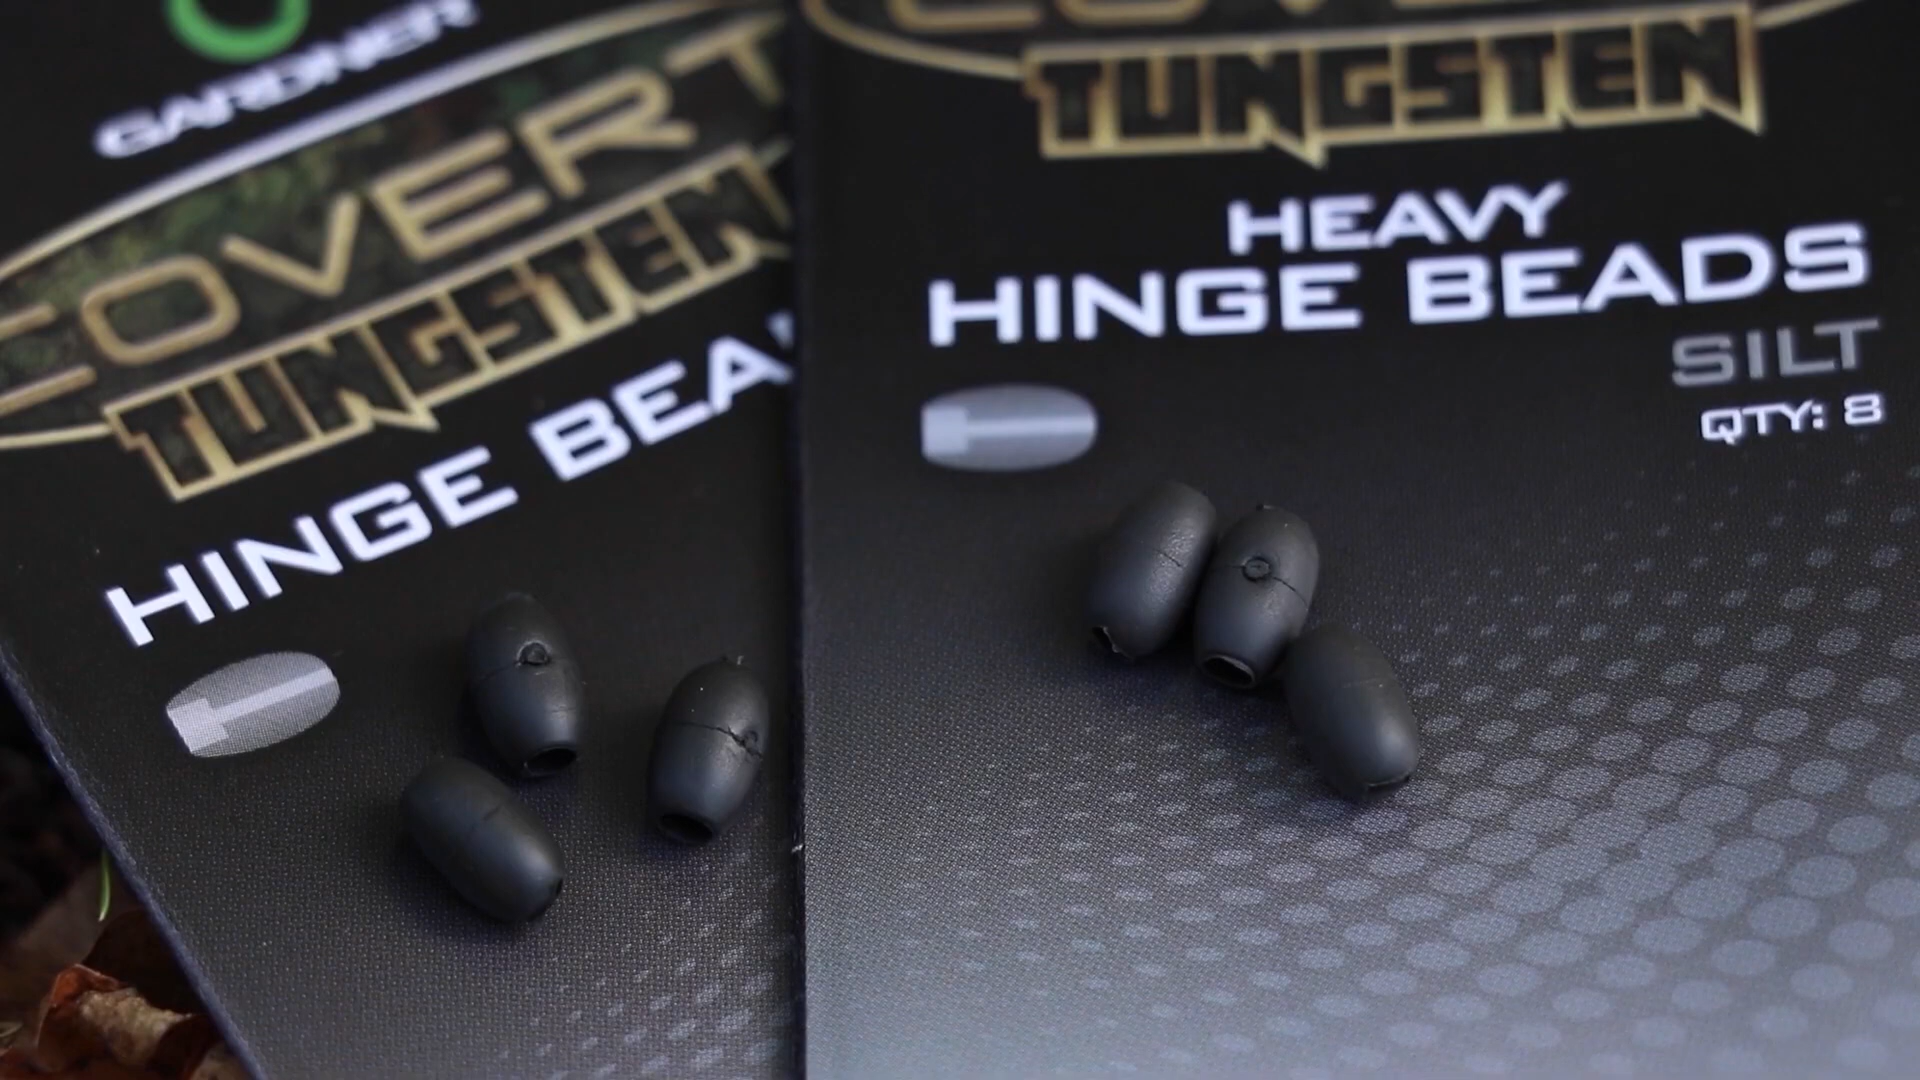 GARDNER
COVERT
TUNGSTEN
HINGE BEA
TUNGSTEN
HEAVY
HINGE BEADS
SILT
QTY: 8